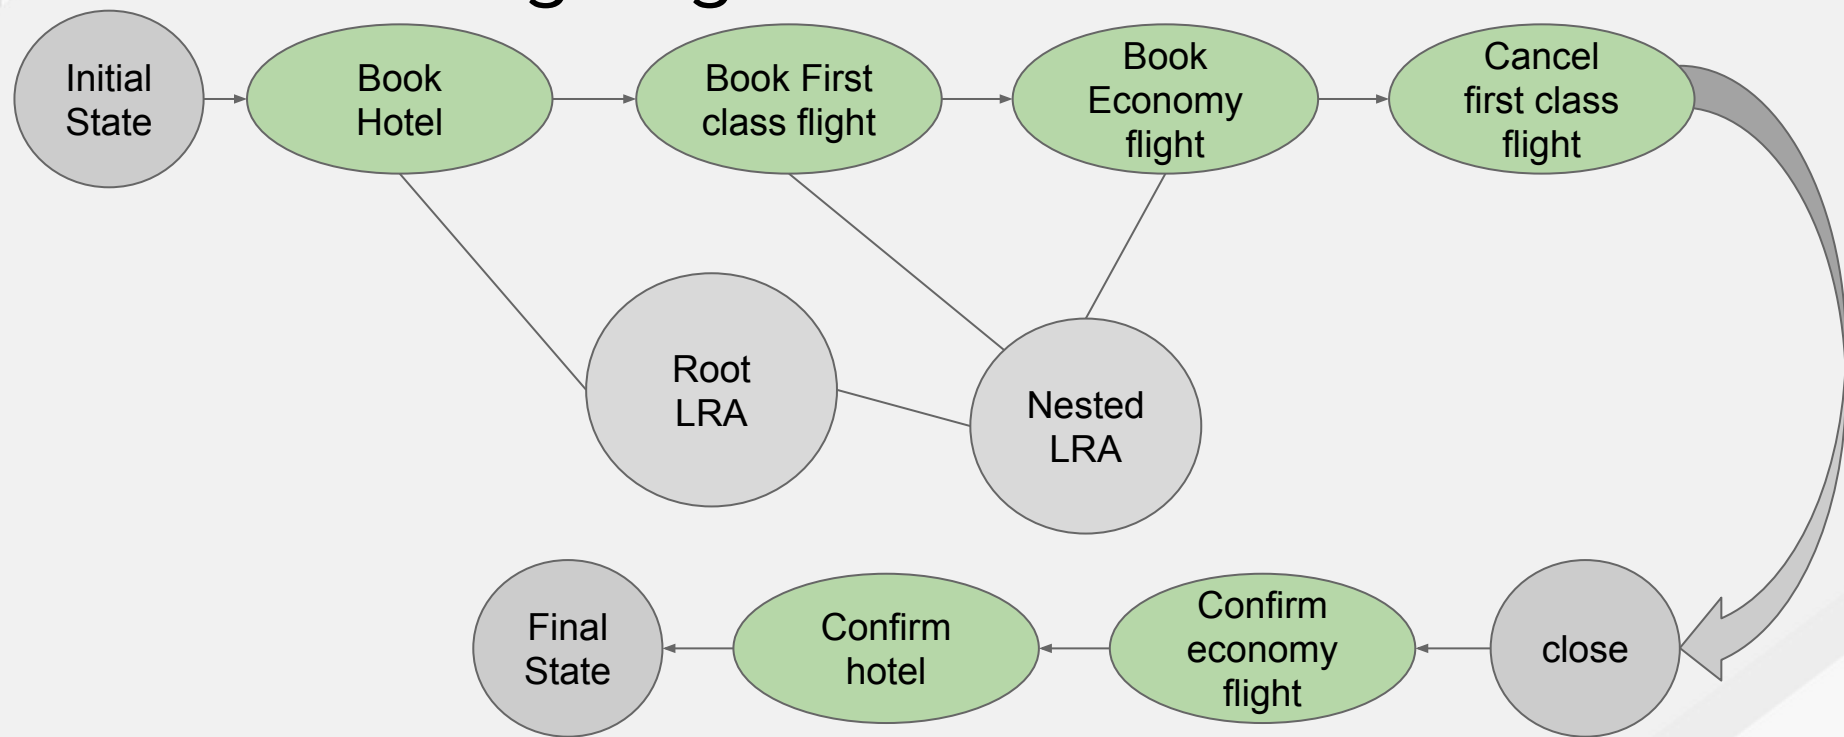 Initial
State
Book
Hotel
Book First
class flight
Book
Economy
flight
Cancel
first class
flight
Root
LRA
Nested
LRA
Final
State
Confirm
hotel
Confirm
economy
flight
close